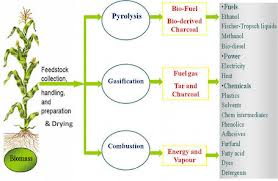 Feedstock
collection,
handling,
and
preparation
& Drying
Biomass
Pyrolysis
Bio-Fuel
Bio-derived
Charcoal
Gasification
Fuel gas
Tar and
Charcoal
Combustion
Energy and
Vapour
•Fuels
Ethanol
Fischer-Tropsch liquids
Methanol
Bio-diesel
•Power
Electricity
Heat
•Chemicals
Plastics
Solvents
Chem intermediates
Phenolics
Adhesives
Furfural
Fatty acid
Dyes
Detergents